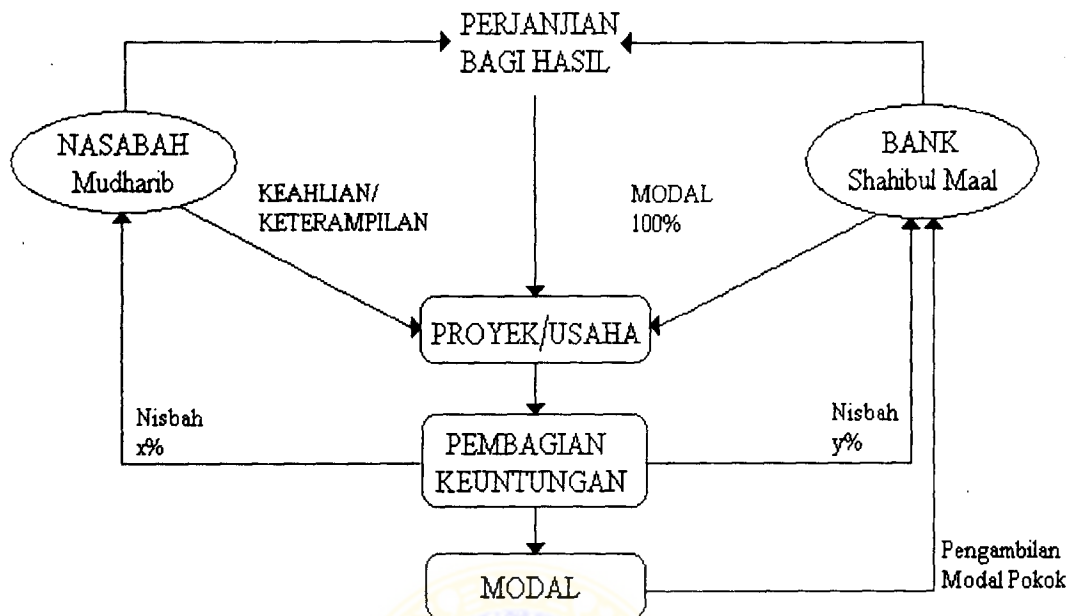 PERJANJIAN
BAGI HASIL
NASABAH
Mudharib
BANK
Shahibul Maal
KEAHLIAN/
KETERAMPILAN
MODAL
100%
PROYEK/USAHA
Nisbah
x%
Nisbah
y%
PEMBAGIAN
KEUNTUNGAN
MODAL
Pengambilan
Modal Pokok